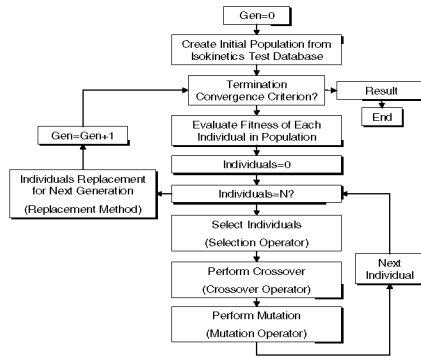 Gen=0
Create Initial Population from
Isokinetics Test Database
Termination
Convergence Criterion?
Result
End
Gen=Gen+1
Evaluate Fitness of Each
Individual in Population
Individuals=0
Individuals Replacement
for Next Generation
(Replacement Method)
Individuals=N?
Select Individuals
(Selection Operator)
Next
Individual
Perform Crossover
(Crossover Operator)
Perform Mutation
(Mutation Operator)